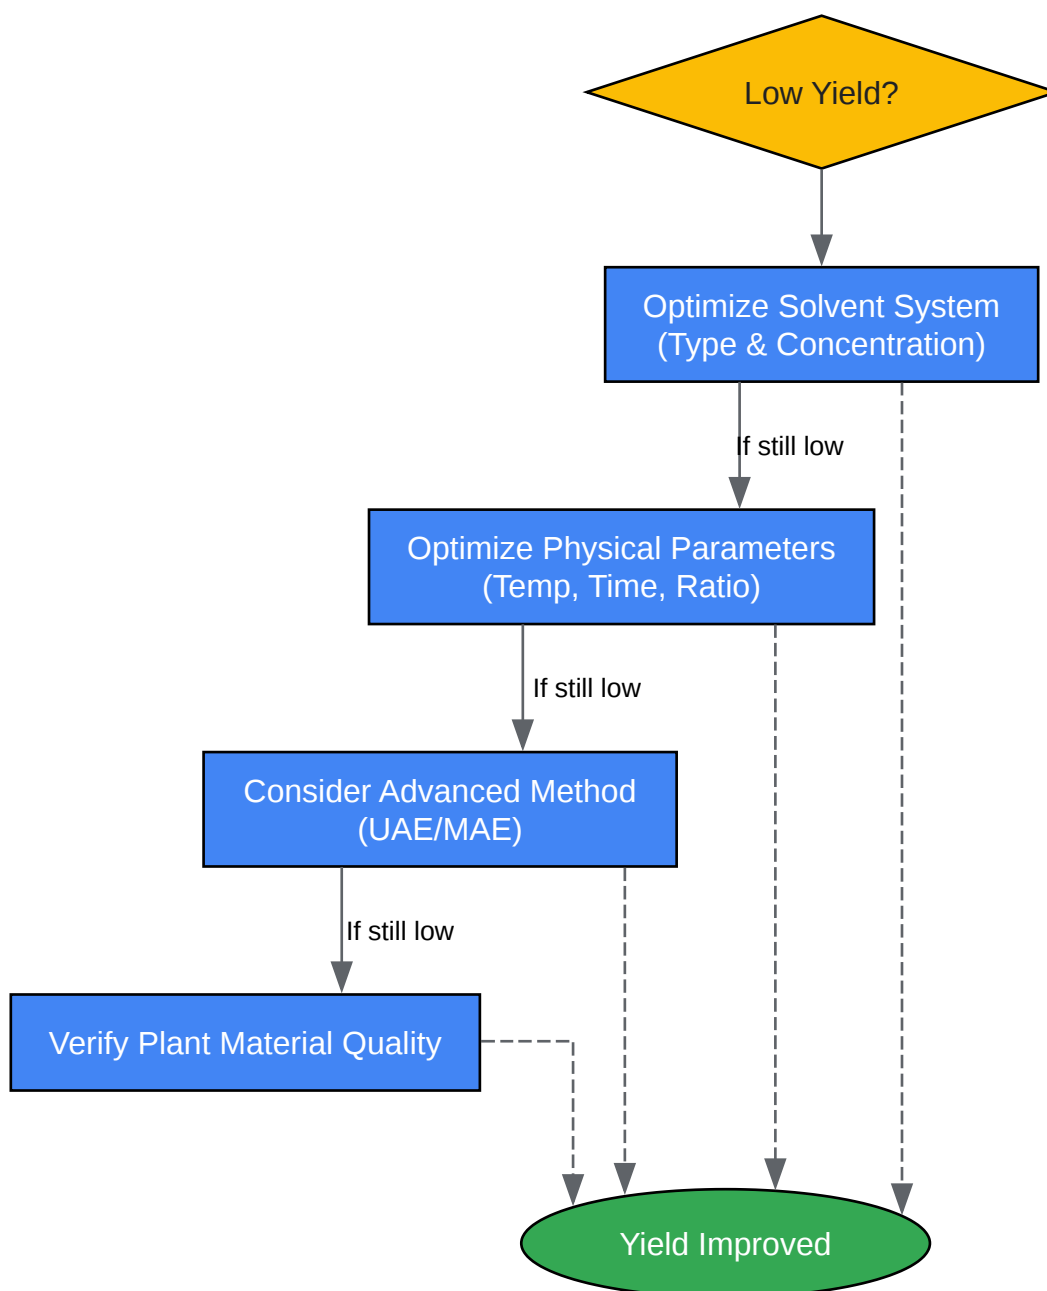 Low Yield?
Optimize Solvent System
(Type & Concentration)
If still low
Optimize Physical Parameters
(Temp, Time, Ratio)
If still low
Consider Advanced Method
(UAE/MAE)
If still low
Verify Plant Material Quality
Yield Improved